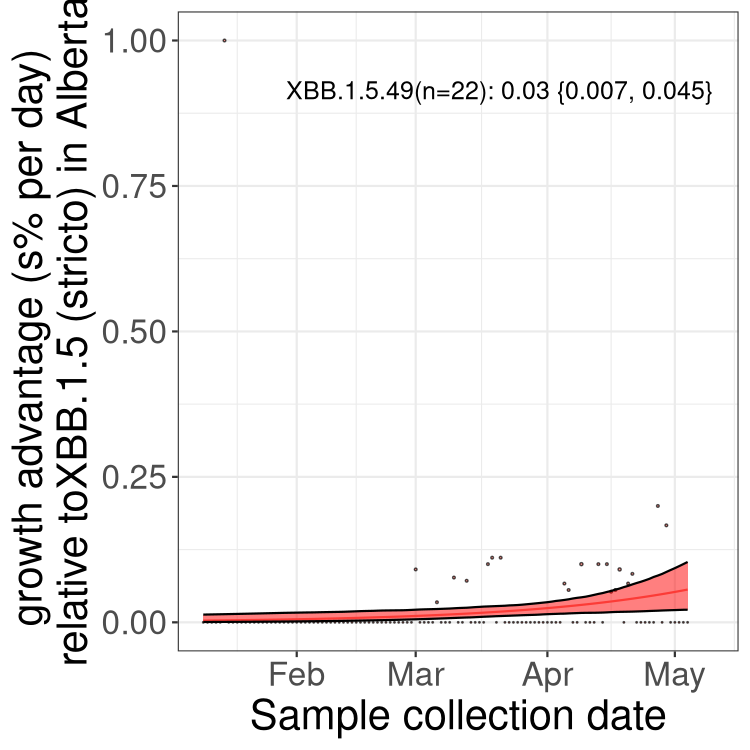 growth advantage (s% per day)
relative toXBB.1.5 (stricto) in Alberta
1.00
XBB.1.5.49(n=22): 0.03 {0.007, 0.045}
0.75
0.50
0.25
0.00
Feb Mar Apr May
Sample collection date